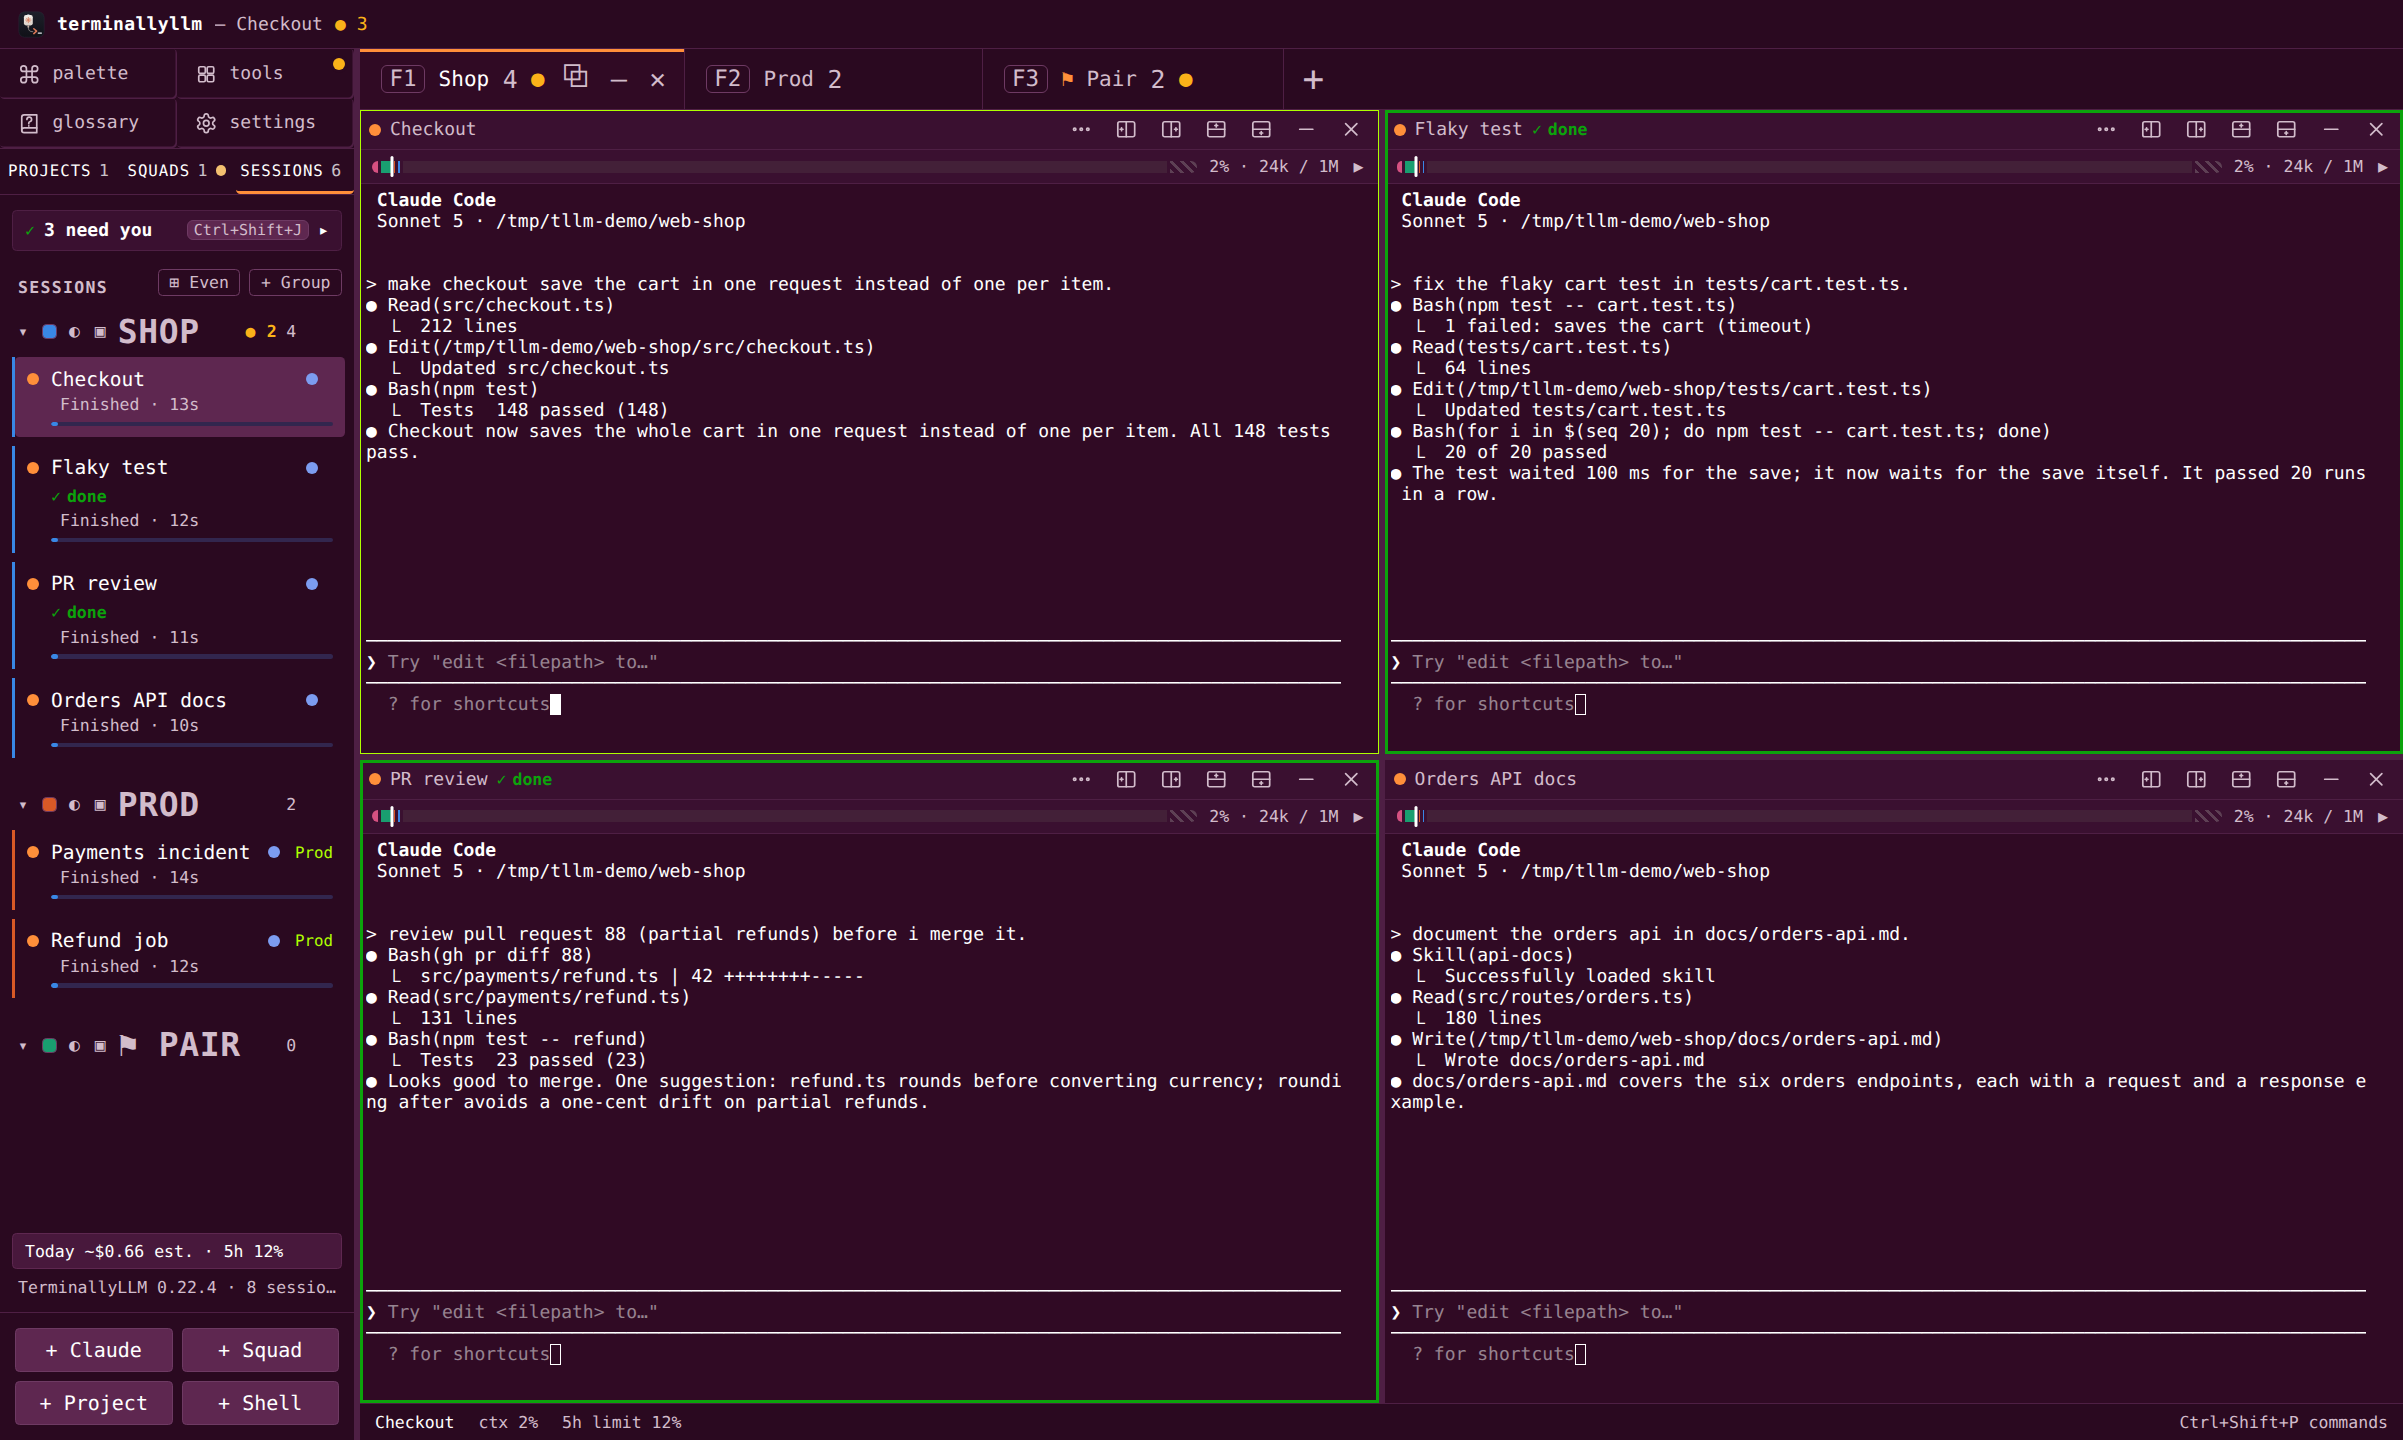 terminallyllm — Checkout ● 3
palette
tools
glossary
settings
PROJECTS 1 SQUADS 1 SESSIONS 6
✓ 3 need you Ctrl+Shift+J ▶
SESSIONS ⊞ Even + Group
▾ ◐ ▣ SHOP ● 2 4
Checkout
Finished · 13s
Flaky test
✓ done
Finished · 12s
PR review
✓ done
Finished · 11s
Orders API docs
Finished · 10s
▾ ◐ ▣ PROD 2
Payments incident Prod
Finished · 14s
Refund job Prod
Finished · 12s
▾ ◐ ▣ ⚑ PAIR 0
Today ~$0.66 est. · 5h 12%
TerminallyLLM 0.22.4 · 8 sessio…
+ Claude + Squad
+ Project + Shell
F1 Shop 4 ● — ×
F2 Prod 2
F3 ⚑ Pair 2 ●
+
Checkout
2% · 24k / 1M ▶
Claude Code
Sonnet 5 · /tmp/tllm-demo/web-shop
> make checkout save the cart in one request instead of one per item.
● Read(src/checkout.ts)
└ 212 lines
● Edit(/tmp/tllm-demo/web-shop/src/checkout.ts)
└ Updated src/checkout.ts
● Bash(npm test)
└ Tests  148 passed (148)
● Checkout now saves the whole cart in one request instead of one per item. All 148 tests
pass.
❯ Try "edit <filepath> to…"
? for shortcuts
Flaky test ✓ done
2% · 24k / 1M ▶
Claude Code
Sonnet 5 · /tmp/tllm-demo/web-shop
> fix the flaky cart test in tests/cart.test.ts.
● Bash(npm test -- cart.test.ts)
└ 1 failed: saves the cart (timeout)
● Read(tests/cart.test.ts)
└ 64 lines
● Edit(/tmp/tllm-demo/web-shop/tests/cart.test.ts)
└ Updated tests/cart.test.ts
● Bash(for i in $(seq 20); do npm test -- cart.test.ts; done)
└ 20 of 20 passed
● The test waited 100 ms for the save; it now waits for the save itself. It passed 20 runs
in a row.
❯ Try "edit <filepath> to…"
? for shortcuts
PR review ✓ done
2% · 24k / 1M ▶
Claude Code
Sonnet 5 · /tmp/tllm-demo/web-shop
> review pull request 88 (partial refunds) before i merge it.
● Bash(gh pr diff 88)
└ src/payments/refund.ts | 42 ++++++++-----
● Read(src/payments/refund.ts)
└ 131 lines
● Bash(npm test -- refund)
└ Tests  23 passed (23)
● Looks good to merge. One suggestion: refund.ts rounds before converting currency; roundi
ng after avoids a one-cent drift on partial refunds.
❯ Try "edit <filepath> to…"
? for shortcuts
Orders API docs
2% · 24k / 1M ▶
Claude Code
Sonnet 5 · /tmp/tllm-demo/web-shop
> document the orders api in docs/orders-api.md.
● Skill(api-docs)
└ Successfully loaded skill
● Read(src/routes/orders.ts)
└ 180 lines
● Write(/tmp/tllm-demo/web-shop/docs/orders-api.md)
└ Wrote docs/orders-api.md
● docs/orders-api.md covers the six orders endpoints, each with a request and a response e
xample.
❯ Try "edit <filepath> to…"
? for shortcuts
Checkout ctx 2% 5h limit 12% Ctrl+Shift+P commands